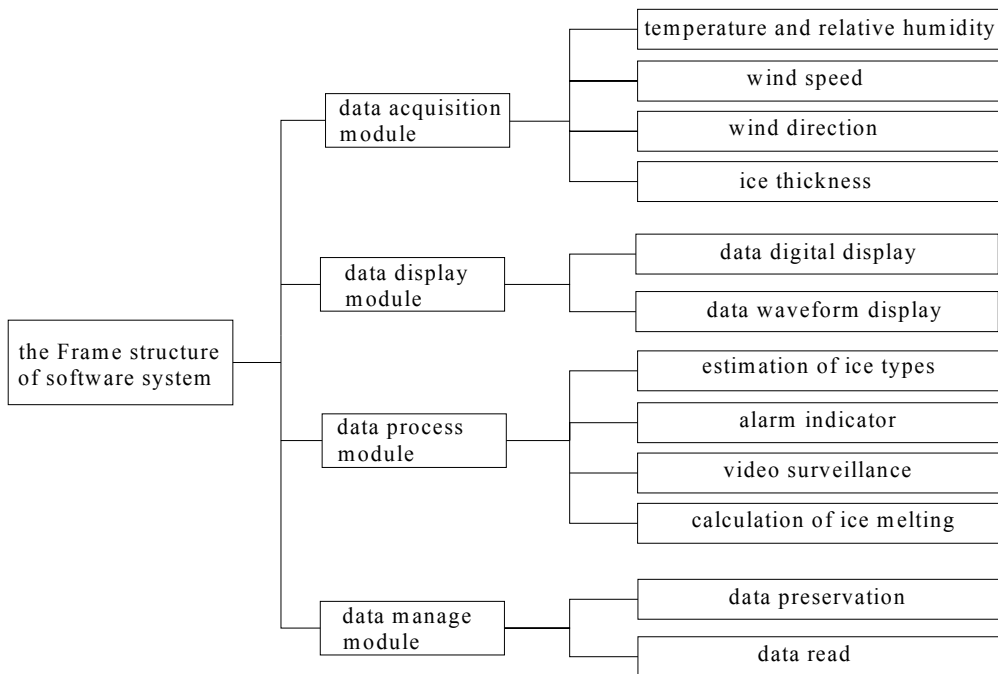 temperature and relative humidity
wind speed
data acquisition
module
wind direction
ice thickness
data digital display
data display
module
data waveform display
the Frame structure
of software system
estimation of ice types
alarm indicator
data process
module
video surveillance
calculation of ice melting
data preservation
data manage
module
data read